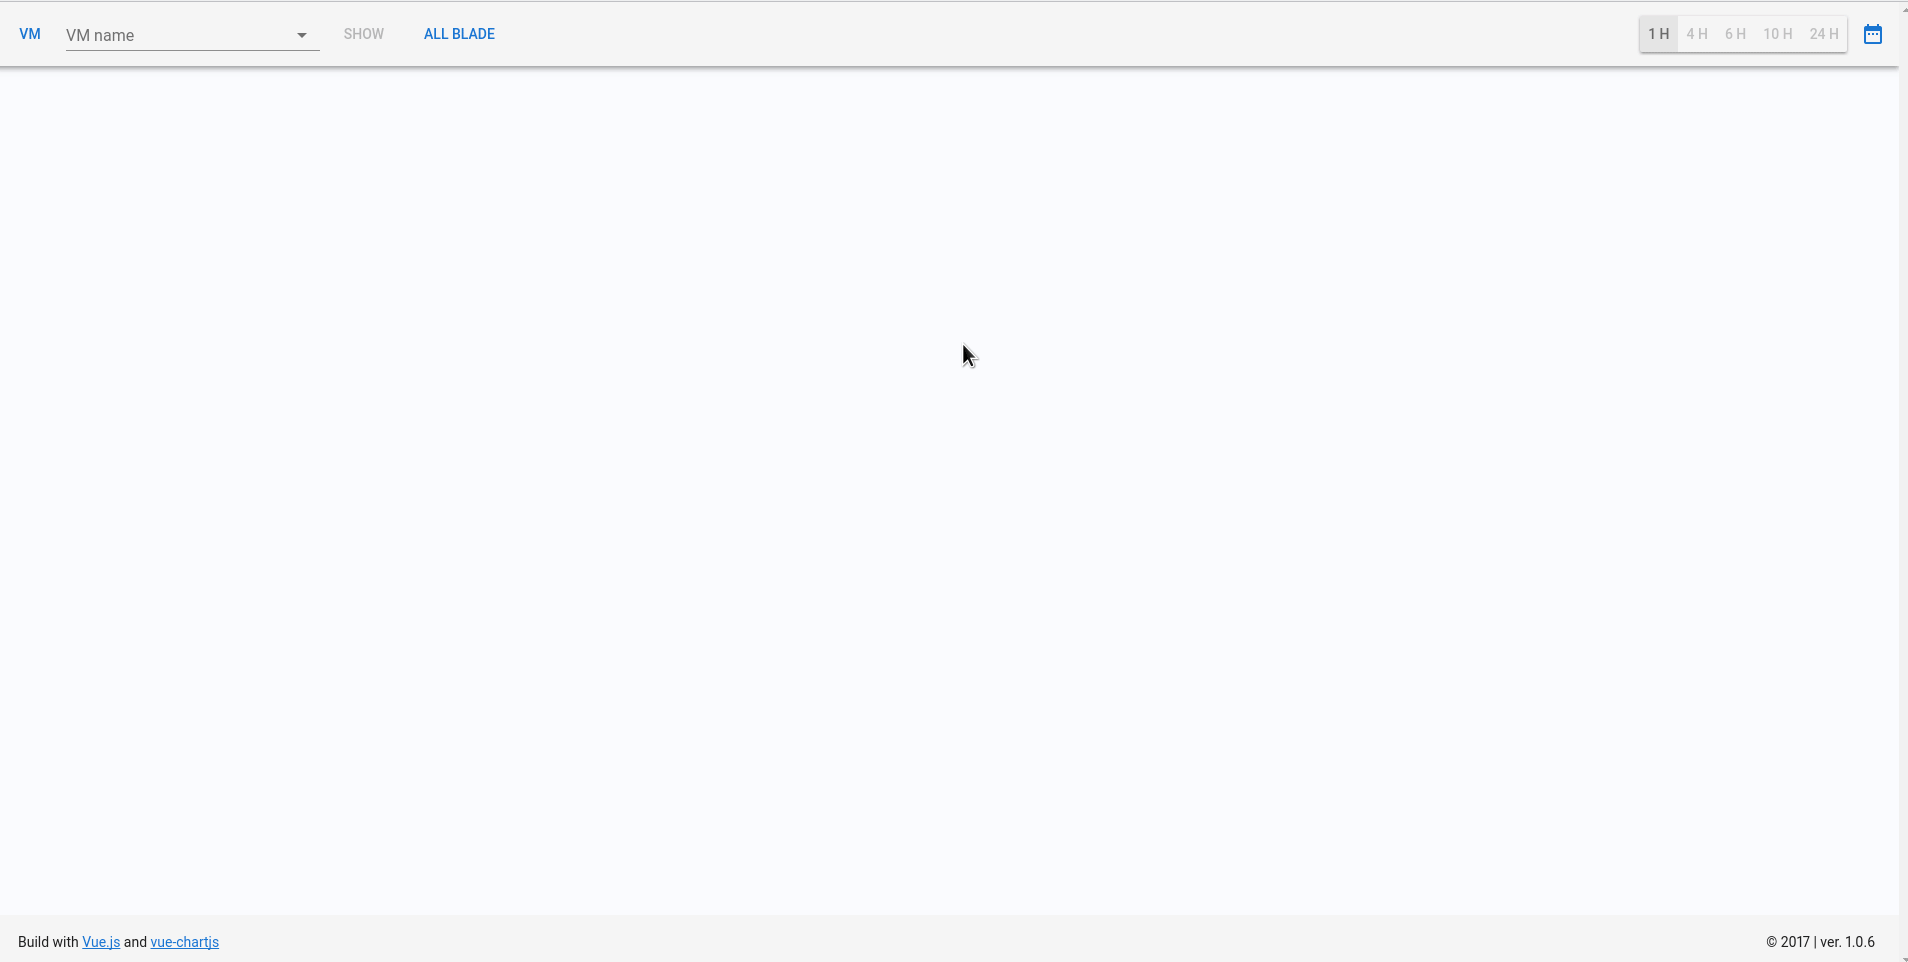 VM VM name SHOW ALL BLADE 1 H 4 H 6 H 10 H 24 H
Build with Vue.js and vue-chartjs © 2017 | ver. 1.0.6